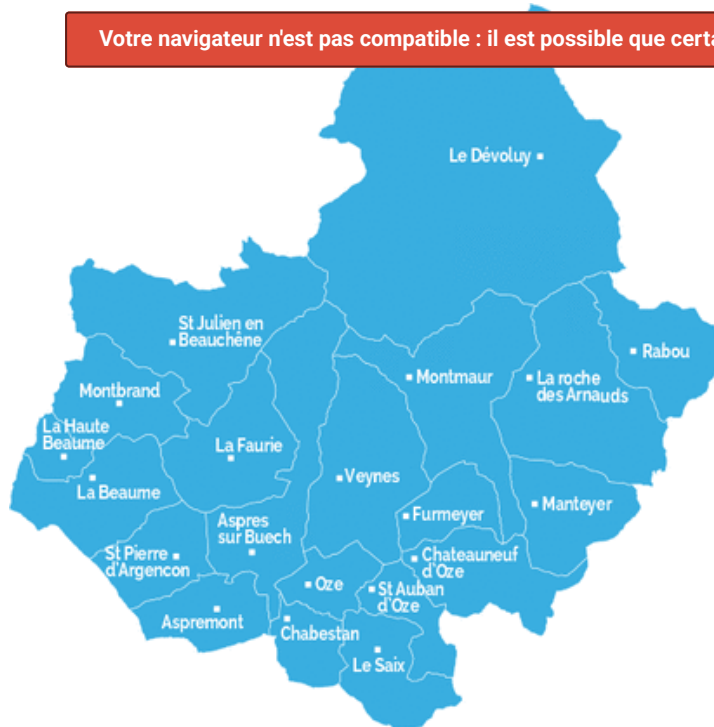 Votre navigateur n'est pas compatible : il est possible que certa
Le Dévoluy
St Julien en
Beauchêne
Rabou
Montmaur
La roche
des Arnauds
Montbrand
La Haute
Beaume
La Faurie
Veynes
La Beaume
Manteyer
Furmeyer
Aspres
sur Buech
St Pierre
d'Argencon
Chateauneuf
d'Oze
Oze
St Auban
d'Oze
Aspremont
Chabestan
Le Saix